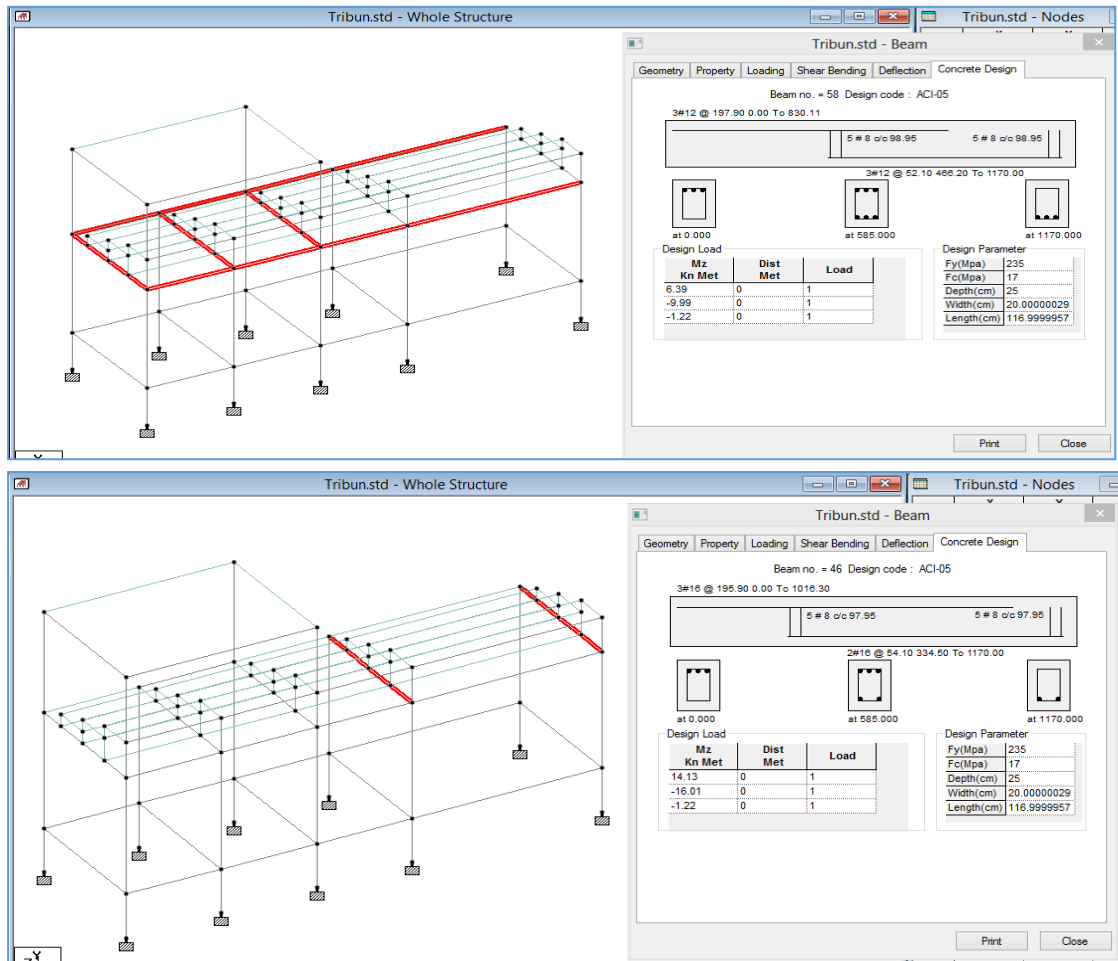 Tribun.std - Whole Structure
Tribun.std - Nodes
Tribun.std - Beam
Geometry Property Loading Shear Bending Deflection Concrete Design
Beam no. = 58 Design code : ACI-05
3#12 @ 197.90 0.00 To 830.11
5 # 8 c/c 98.95 5 # 8 c/c 98.95
3#12 @ 52.10 466.20 To 1170.00
at 0.000 at 585.000 at 1170.000
Design Load
Mz Kn Met Dist Met Load
6.39 0 1
-9.99 0 1
-1.22 0 1
Design Parameter
Fy(Mpa) 235
Fc(Mpa) 17
Depth(cm) 25
Width(cm) 20.00000029
Length(cm) 116.9999957
Print Close
Tribun.std - Whole Structure
Tribun.std - Nodes
Tribun.std - Beam
Geometry Property Loading Shear Bending Deflection Concrete Design
Beam no. = 46 Design code : ACI-05
3#16 @ 195.90 0.00 To 1016.30
5 # 8 c/c 97.95 5 # 8 c/c 97.95
2#16 @ 54.10 334.50 To 1170.00
at 0.000 at 585.000 at 1170.000
Design Load
Mz Kn Met Dist Met Load
14.13 0 1
-16.01 0 1
-1.22 0 1
Design Parameter
Fy(Mpa) 235
Fc(Mpa) 17
Depth(cm) 25
Width(cm) 20.00000029
Length(cm) 116.9999957
Print Close